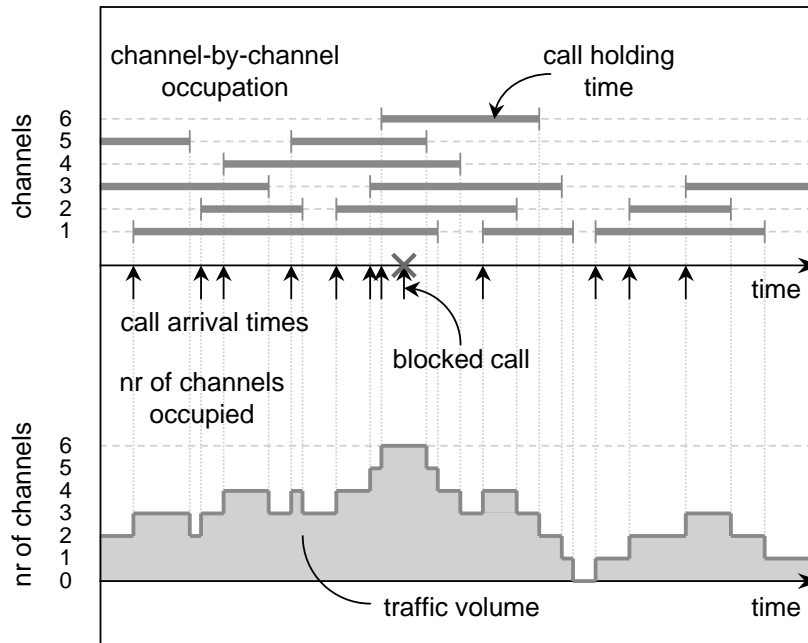 channel-by-channel
occupation
call holding
time
channels
6
5
4
3
2
1
time
call arrival times
blocked call
nr of channels
occupied
nr of channels
6
5
4
3
2
1
0
traffic volume
time